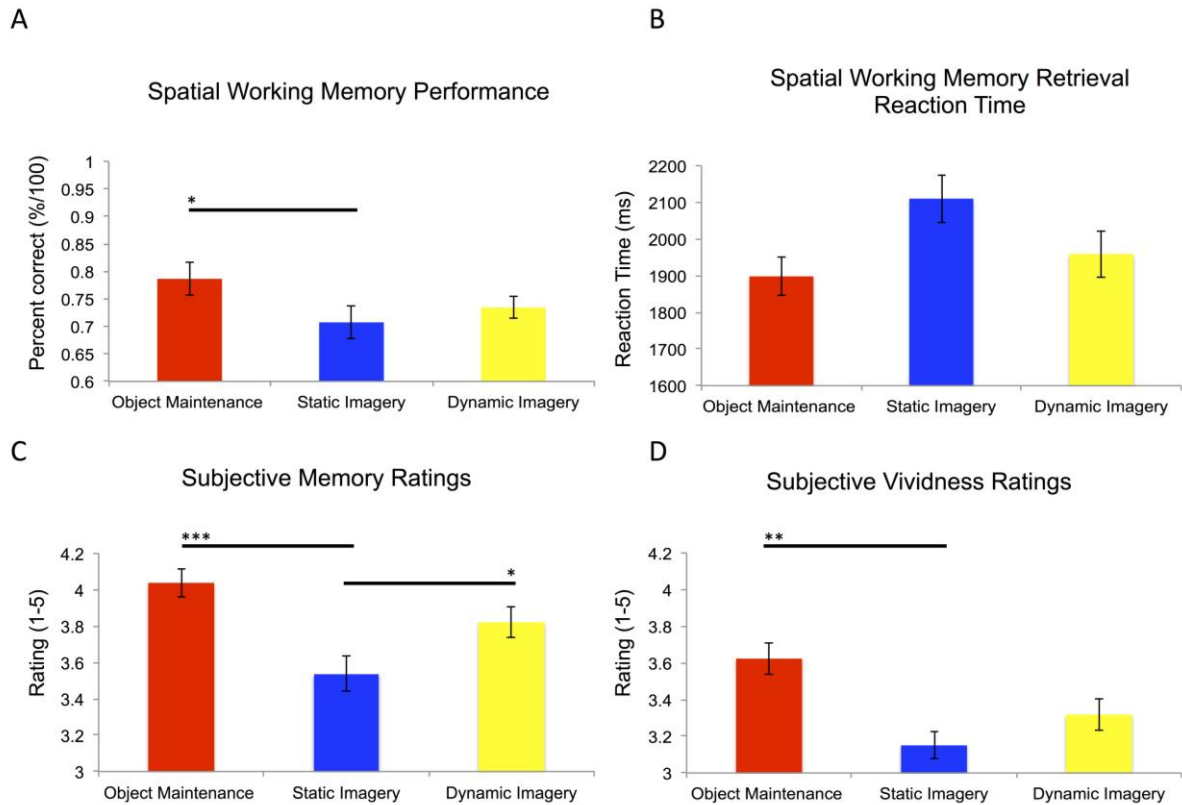 A
Spatial Working Memory Performance
Percent correct (%/100)
1
0.95
0.9
0.85
0.8
0.75
0.7
0.65
0.6
*
Object Maintenance Static Imagery Dynamic Imagery
B
Spatial Working Memory Retrieval
Reaction Time
Reaction Time (ms)
2200
2100
2000
1900
1800
1700
1600
Object Maintenance Static Imagery Dynamic Imagery
C
Subjective Memory Ratings
Rating (1-5)
4.2
4
3.8
3.6
3.4
3.2
3
***
*
Object Maintenance Static Imagery Dynamic Imagery
D
Subjective Vividness Ratings
Rating (1-5)
4.2
4
3.8
3.6
3.4
3.2
3
**
Object Maintenance Static Imagery Dynamic Imagery